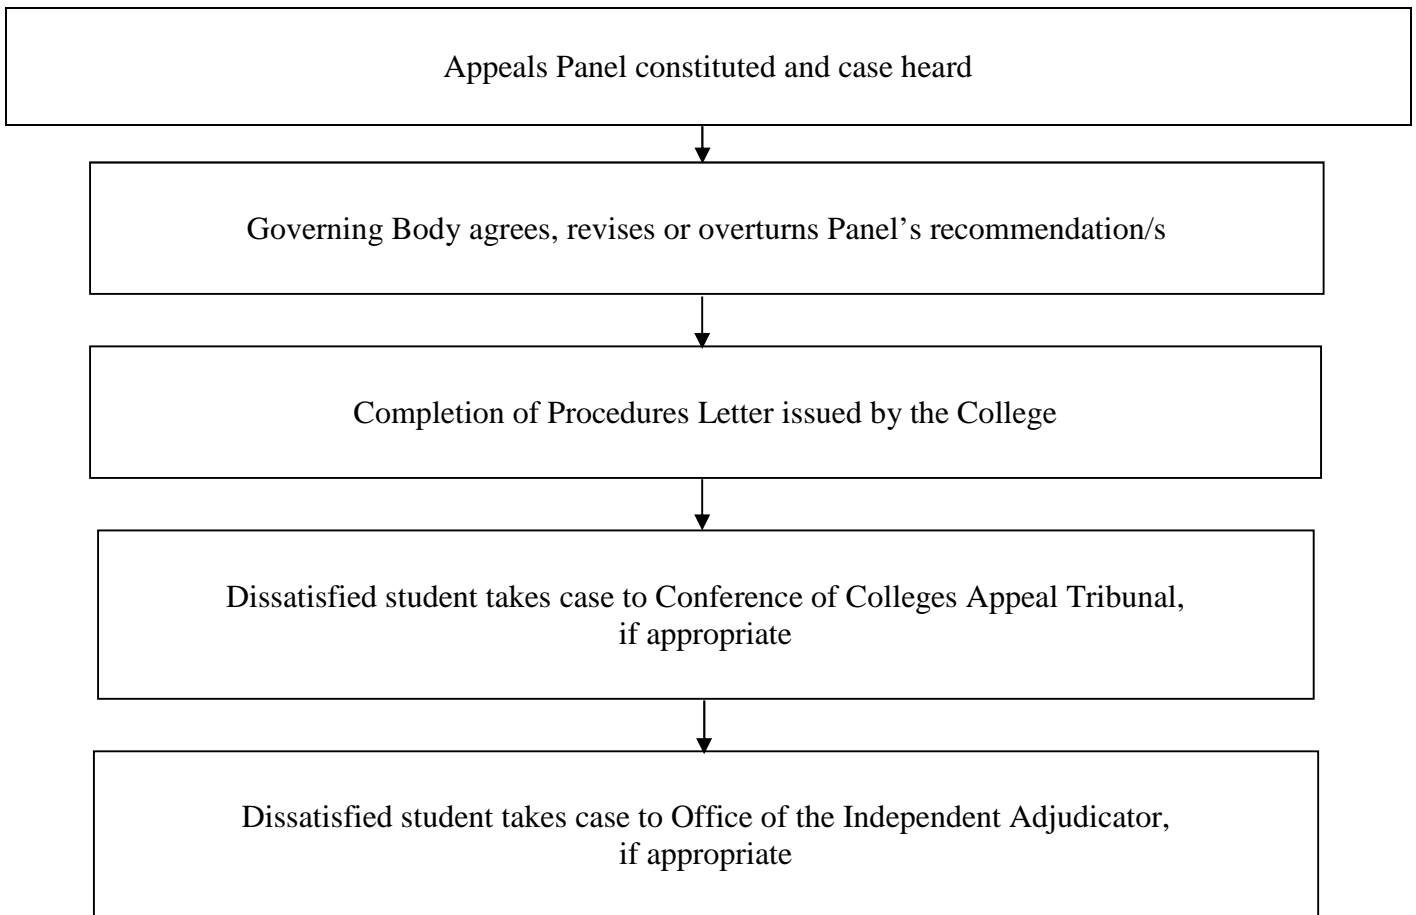 Appeals Panel constituted and case heard
Governing Body agrees, revises or overturns Panel’s recommendation/s
Completion of Procedures Letter issued by the College
Dissatisfied student takes case to Conference of Colleges Appeal Tribunal,
if appropriate
Dissatisfied student takes case to Office of the Independent Adjudicator,
if appropriate